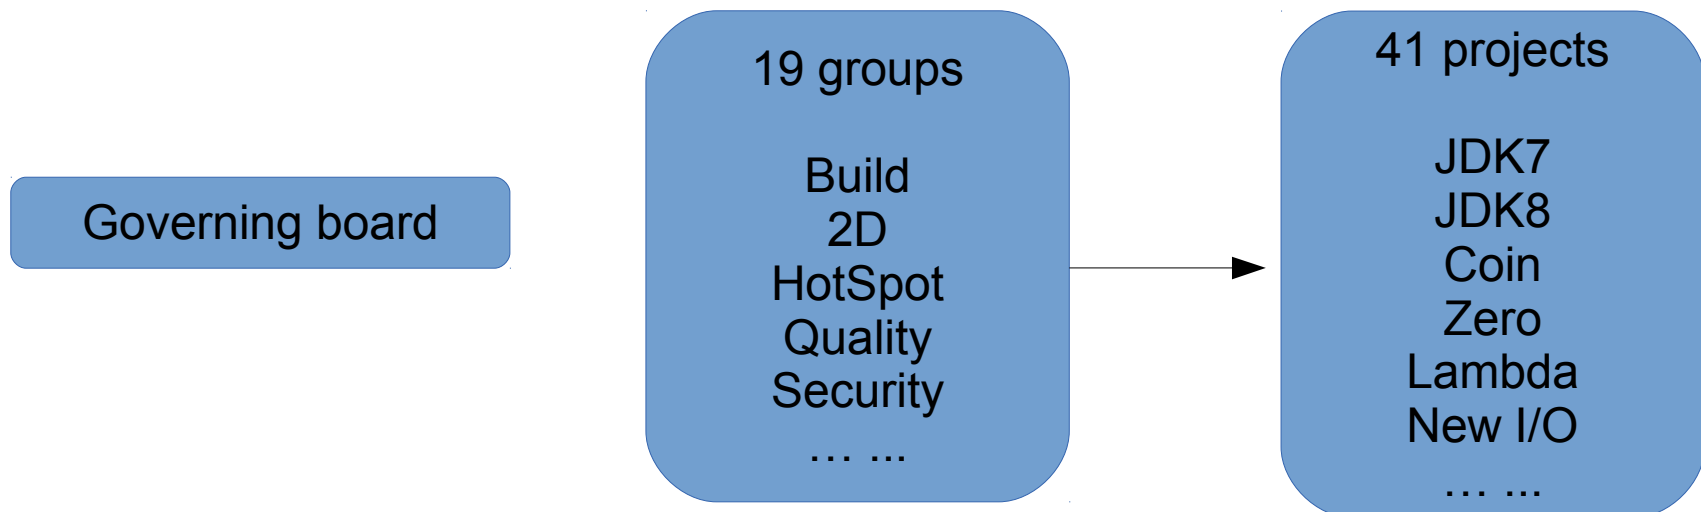 Governing board
19 groups
Build
2D
HotSpot
Quality
Security
… ...
41 projects
JDK7
JDK8
Coin
Zero
Lambda
New I/O
… ...